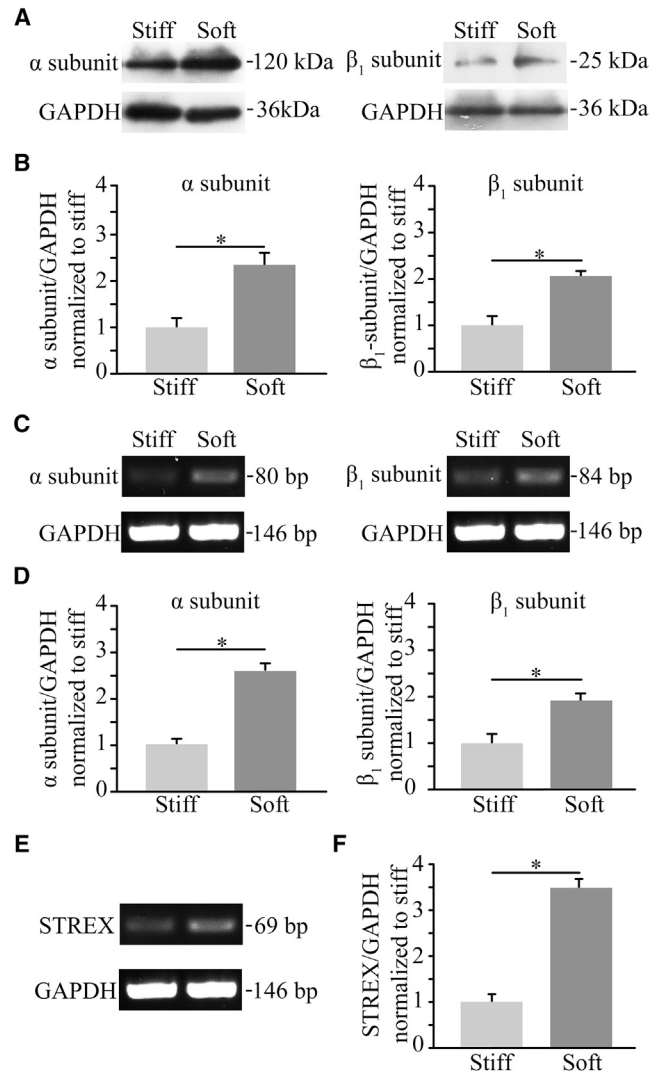 A
Stiff Soft
α subunit -120 kDa
GAPDH -36kDa
Stiff Soft
β₁ subunit -25 kDa
GAPDH -36 kDa
B
α subunit
α subunit/GAPDH
normalized to stiff
4
3
2
1
0
*
Stiff Soft
β₁ subunit
β₁-subunit/GAPDH
normalized to stiff
4
3
2
1
0
*
Stiff Soft
C
Stiff Soft
α subunit -80 bp
GAPDH -146 bp
Stiff Soft
β₁ subunit -84 bp
GAPDH -146 bp
D
α subunit
α subunit/GAPDH
normalized to stiff
4
3
2
1
0
*
Stiff Soft
β₁ subunit
β₁ subunit/GAPDH
normalized to stiff
4
3
2
1
0
*
Stiff Soft
E
STREX -69 bp
GAPDH -146 bp
F
STREX/GAPDH
normalized to stiff
4
3
2
1
0
*
Stiff Soft